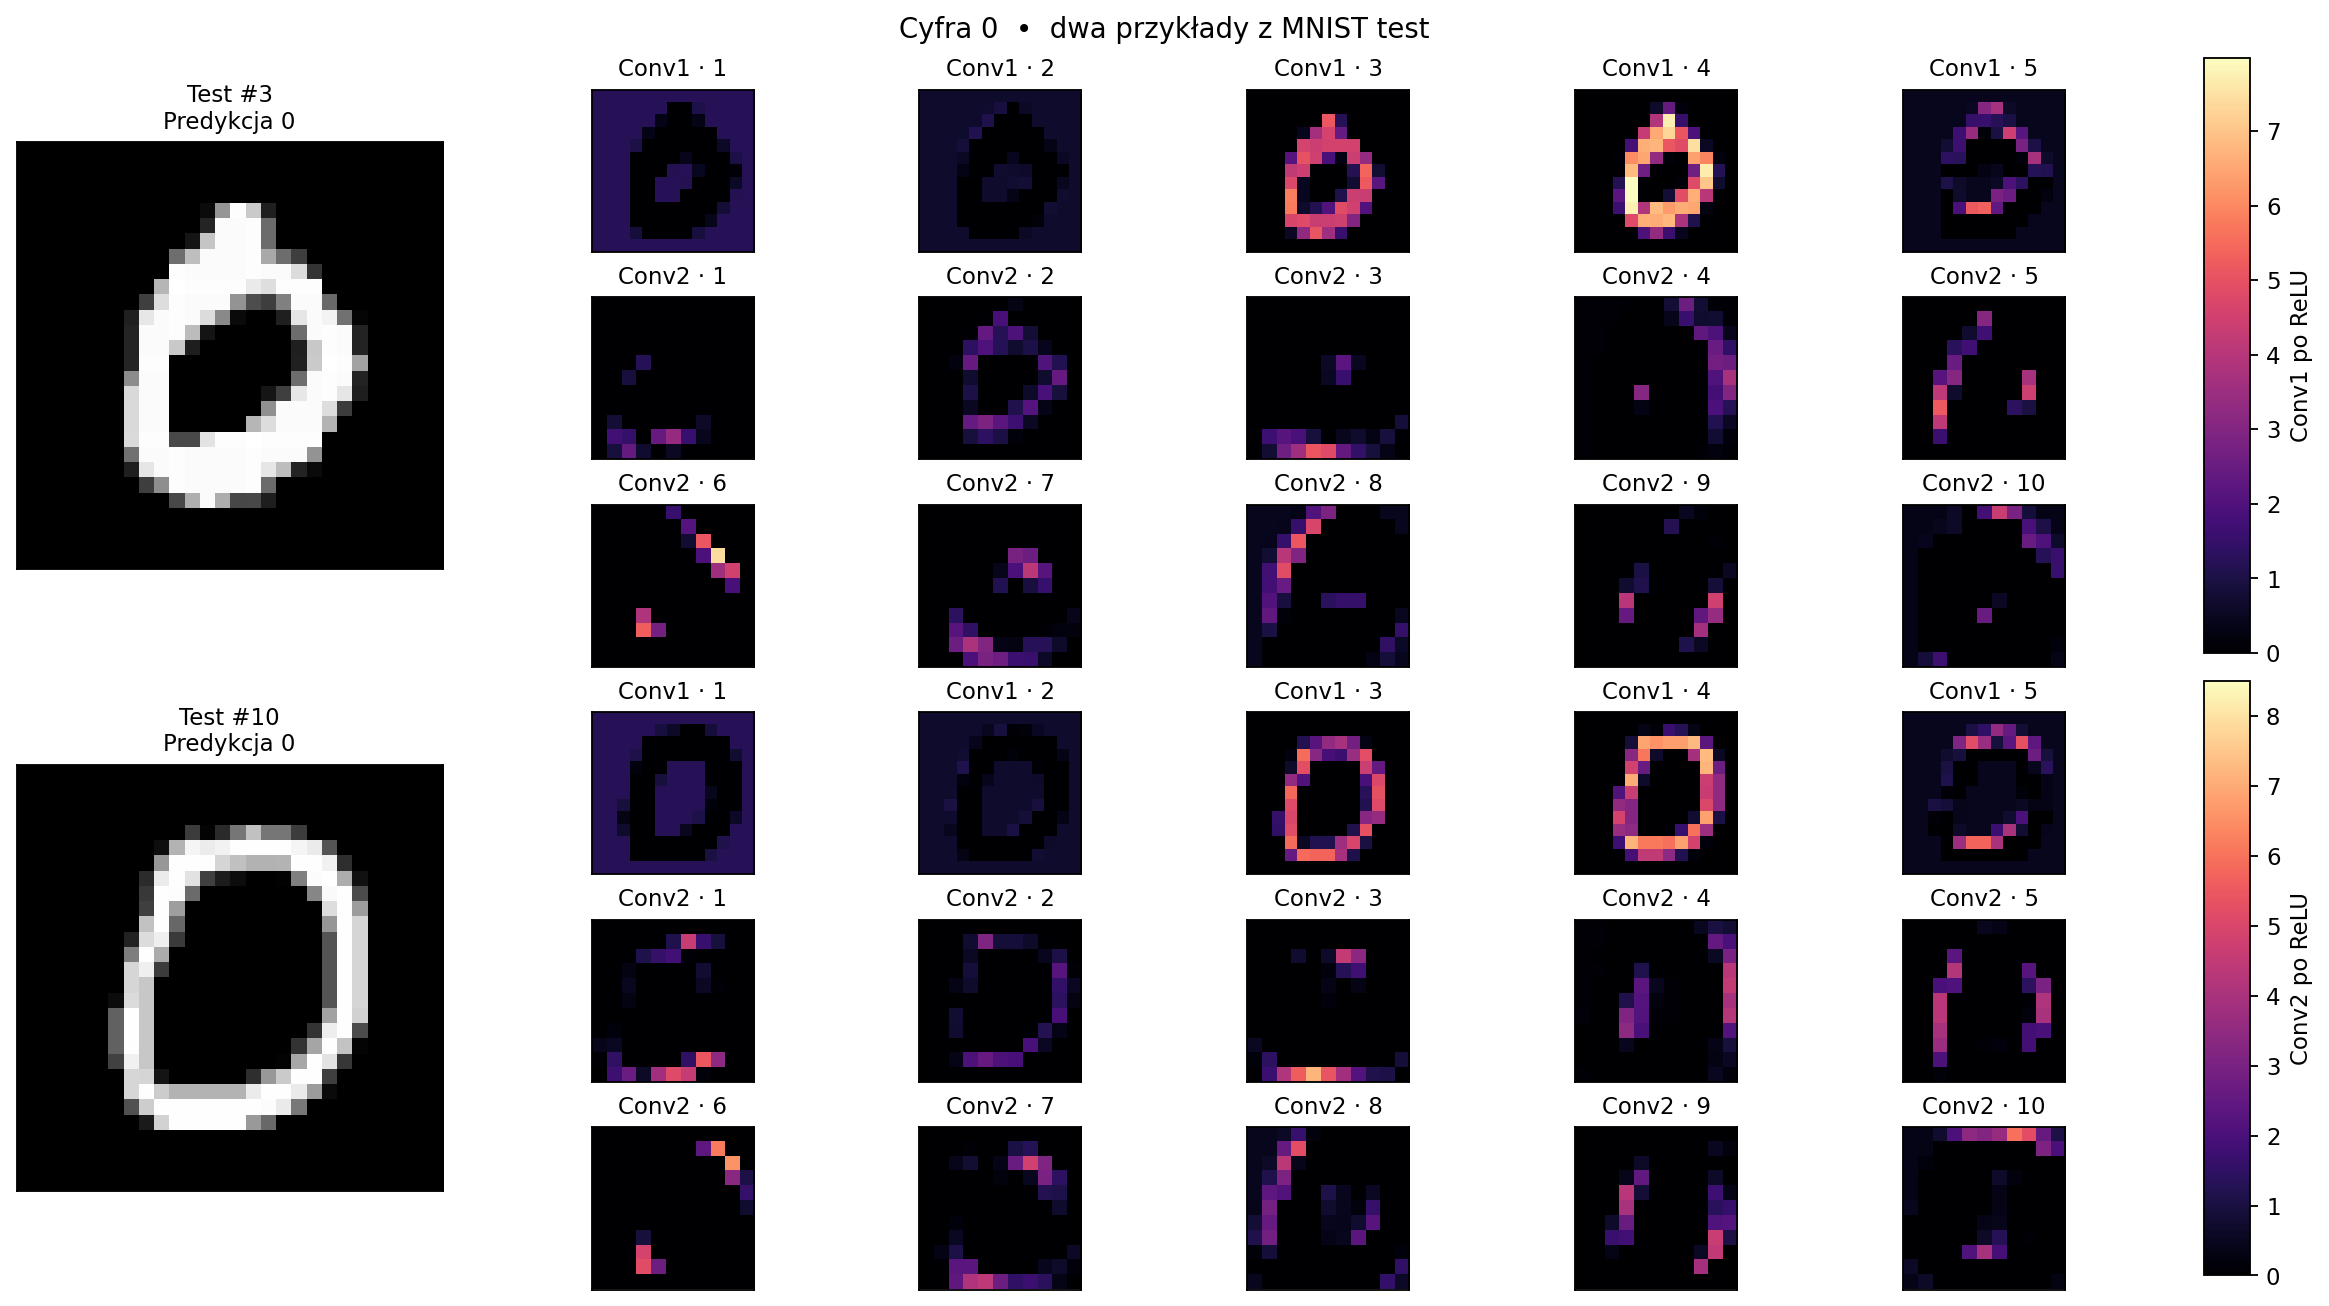 Cyfra 0 • dwa przykłady z MNIST test
Test #3
Predykcja 0
Conv1 · 1
Conv1 · 2
Conv1 · 3
Conv1 · 4
Conv1 · 5
Conv2 · 1
Conv2 · 2
Conv2 · 3
Conv2 · 4
Conv2 · 5
Conv2 · 6
Conv2 · 7
Conv2 · 8
Conv2 · 9
Conv2 · 10
7
6
5
4
3
2
1
0
Conv1 po ReLU
Test #10
Predykcja 0
Conv1 · 1
Conv1 · 2
Conv1 · 3
Conv1 · 4
Conv1 · 5
Conv2 · 1
Conv2 · 2
Conv2 · 3
Conv2 · 4
Conv2 · 5
Conv2 · 6
Conv2 · 7
Conv2 · 8
Conv2 · 9
Conv2 · 10
8
7
6
5
4
3
2
1
0
Conv2 po ReLU